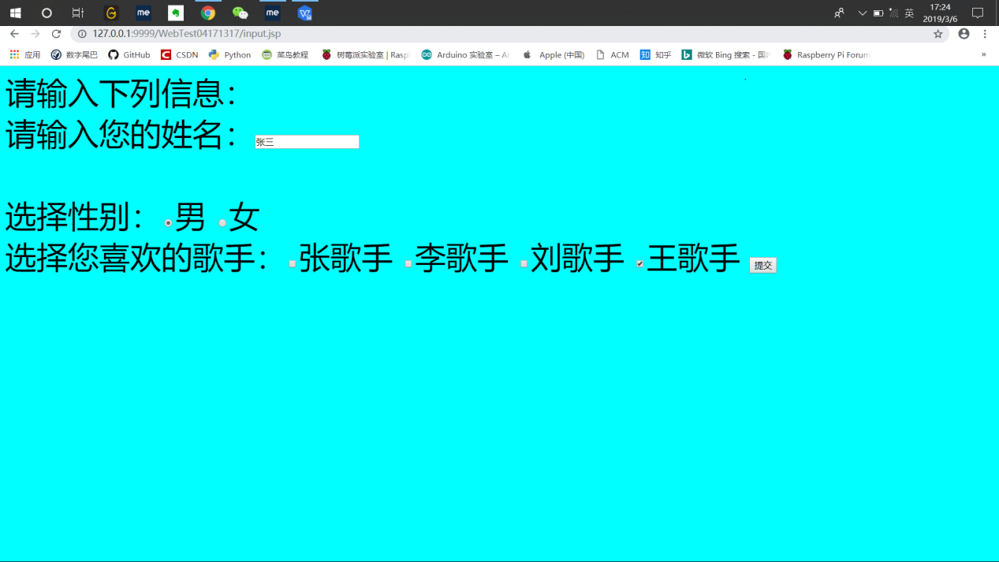 me
me
英
17:24
2019/3/6
127.0.0.1:9999/WebTest04171317/input.jsp
应用 数字尾巴 GitHub CSDN Python 菜鸟教程 树莓派实验室 | Rasp Arduino 实验室 – Ar Apple (中国) ACM 知 知乎 微软 Bing 搜索 - 国 Raspberry Pi Forum »
请输入下列信息：
请输入您的姓名： 张三
选择性别： 男 女
选择您喜欢的歌手： 张歌手 李歌手 刘歌手 王歌手 提交